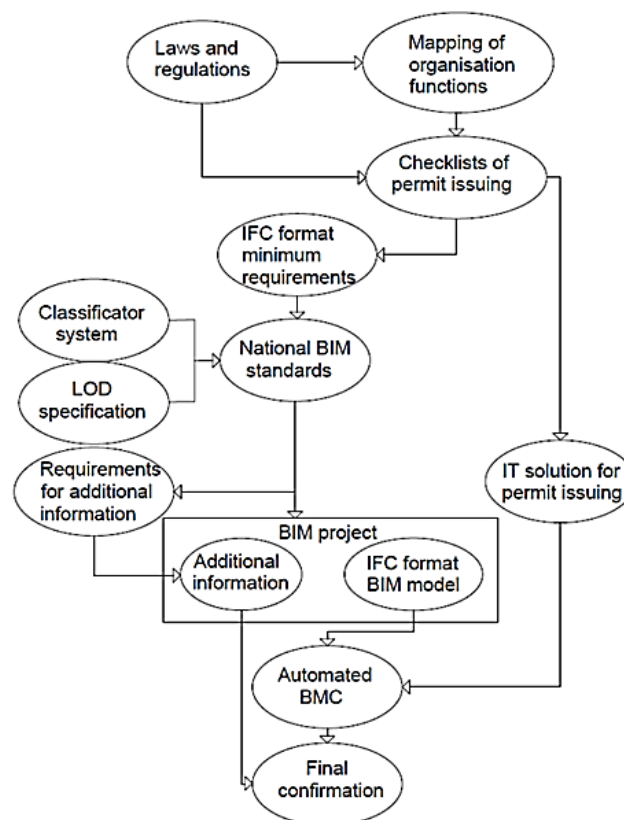 Laws and
regulations
Mapping of
organisation
functions
Checklists of
permit issuing
IFC format
minimum
requirements
Classificator
system
National BIM
standards
LOD
specification
Requirements
for additional
information
IT solution for
permit issuing
BIM project
Additional
information
IFC format
BIM model
Automated
BMC
Final
confirmation